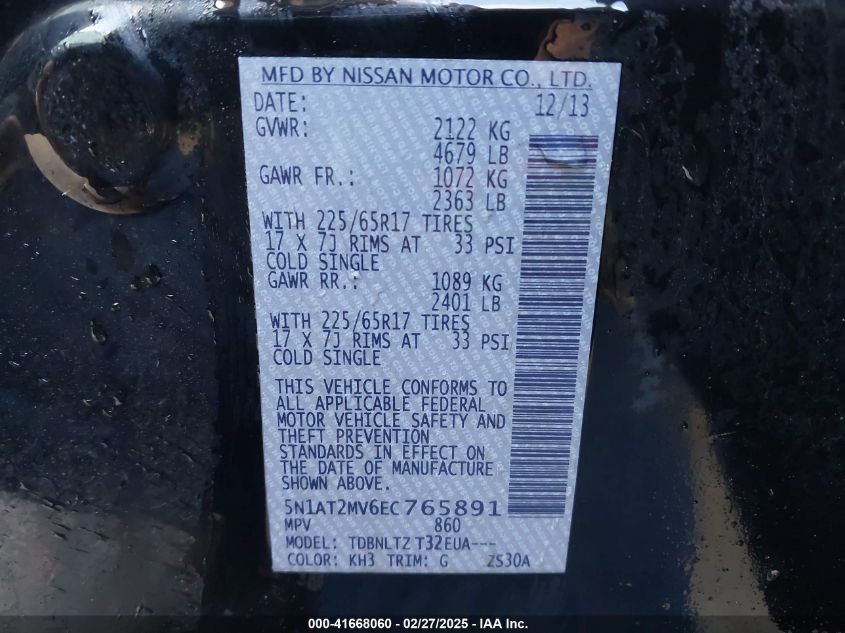 MFD BY NISSAN MOTOR CO., LTD.
DATE: 12/13
GVWR: 2122 KG
4679 LB
GAWR FR.: 1072 KG
2363 LB
WITH 225/65R17 TIRES
17 X 7J RIMS AT 33 PSI
COLD SINGLE
GAWR RR.: 1089 KG
2401 LB
WITH 225/65R17 TIRES
17 X 7J RIMS AT 33 PSI
COLD SINGLE
THIS VEHICLE CONFORMS TO
ALL APPLICABLE FEDERAL
MOTOR VEHICLE SAFETY AND
THEFT PREVENTION
STANDARDS IN EFFECT ON
THE DATE OF MANUFACTURE
SHOWN ABOVE.
5N1AT2MV6EC765891
MPV 860
MODEL: TDBNLTZ T32EUA---
COLOR: KH3 TRIM: G ZS30A
000-41668060 - 02/27/2025 - IAA Inc.